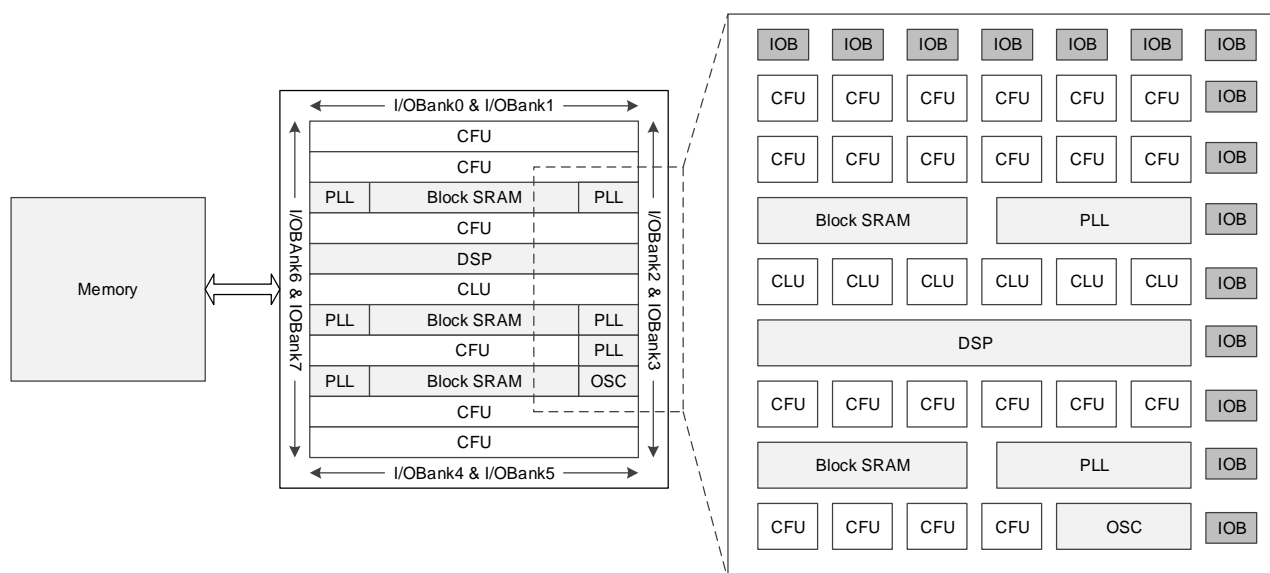 Memory
I/OBank0 & I/OBank1
I/OBAnk6 & IOBank7
CFU
CFU
PLL Block SRAM PLL
CFU
DSP
CLU
PLL Block SRAM PLL
CFU PLL
PLL Block SRAM OSC
CFU
CFU
I/OBank2 & IOBank3
I/OBank4 & I/OBank5
IOB IOB IOB IOB IOB IOB IOB
CFU CFU CFU CFU CFU CFU IOB
CFU CFU CFU CFU CFU CFU IOB
Block SRAM PLL IOB
CLU CLU CLU CLU CLU CLU IOB
DSP IOB
CFU CFU CFU CFU CFU CFU IOB
Block SRAM PLL IOB
CFU CFU CFU CFU OSC IOB